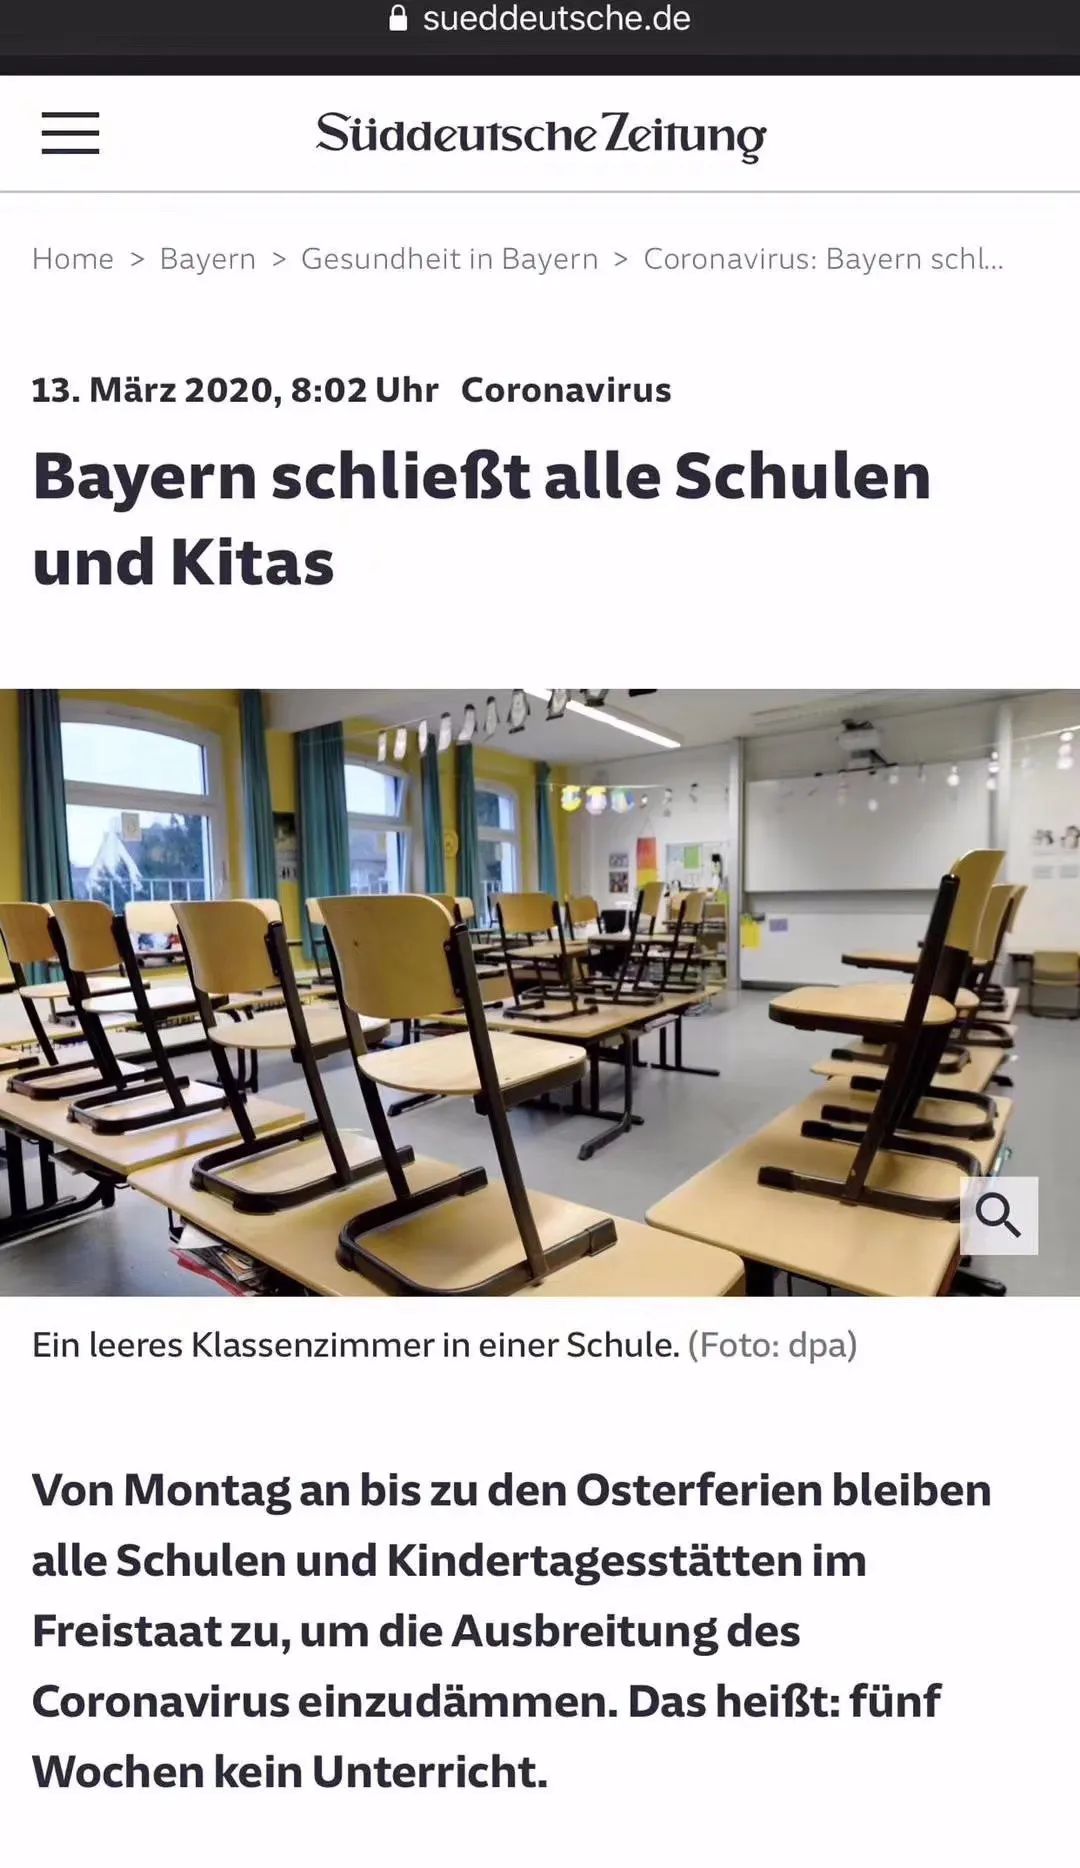 sueddeutsche.de
Süddeutsche Zeitung
Home > Bayern > Gesundheit in Bayern > Coronavirus: Bayern schl...
13. März 2020, 8:02 Uhr Coronavirus
Bayern schließt alle Schulen
und Kitas
Ein leeres Klassenzimmer in einer Schule. (Foto: dpa)
Von Montag an bis zu den Osterferien bleiben
alle Schulen und Kindertagesstätten im
Freistaat zu, um die Ausbreitung des
Coronavirus einzudämmen. Das heißt: fünf
Wochen kein Unterricht.